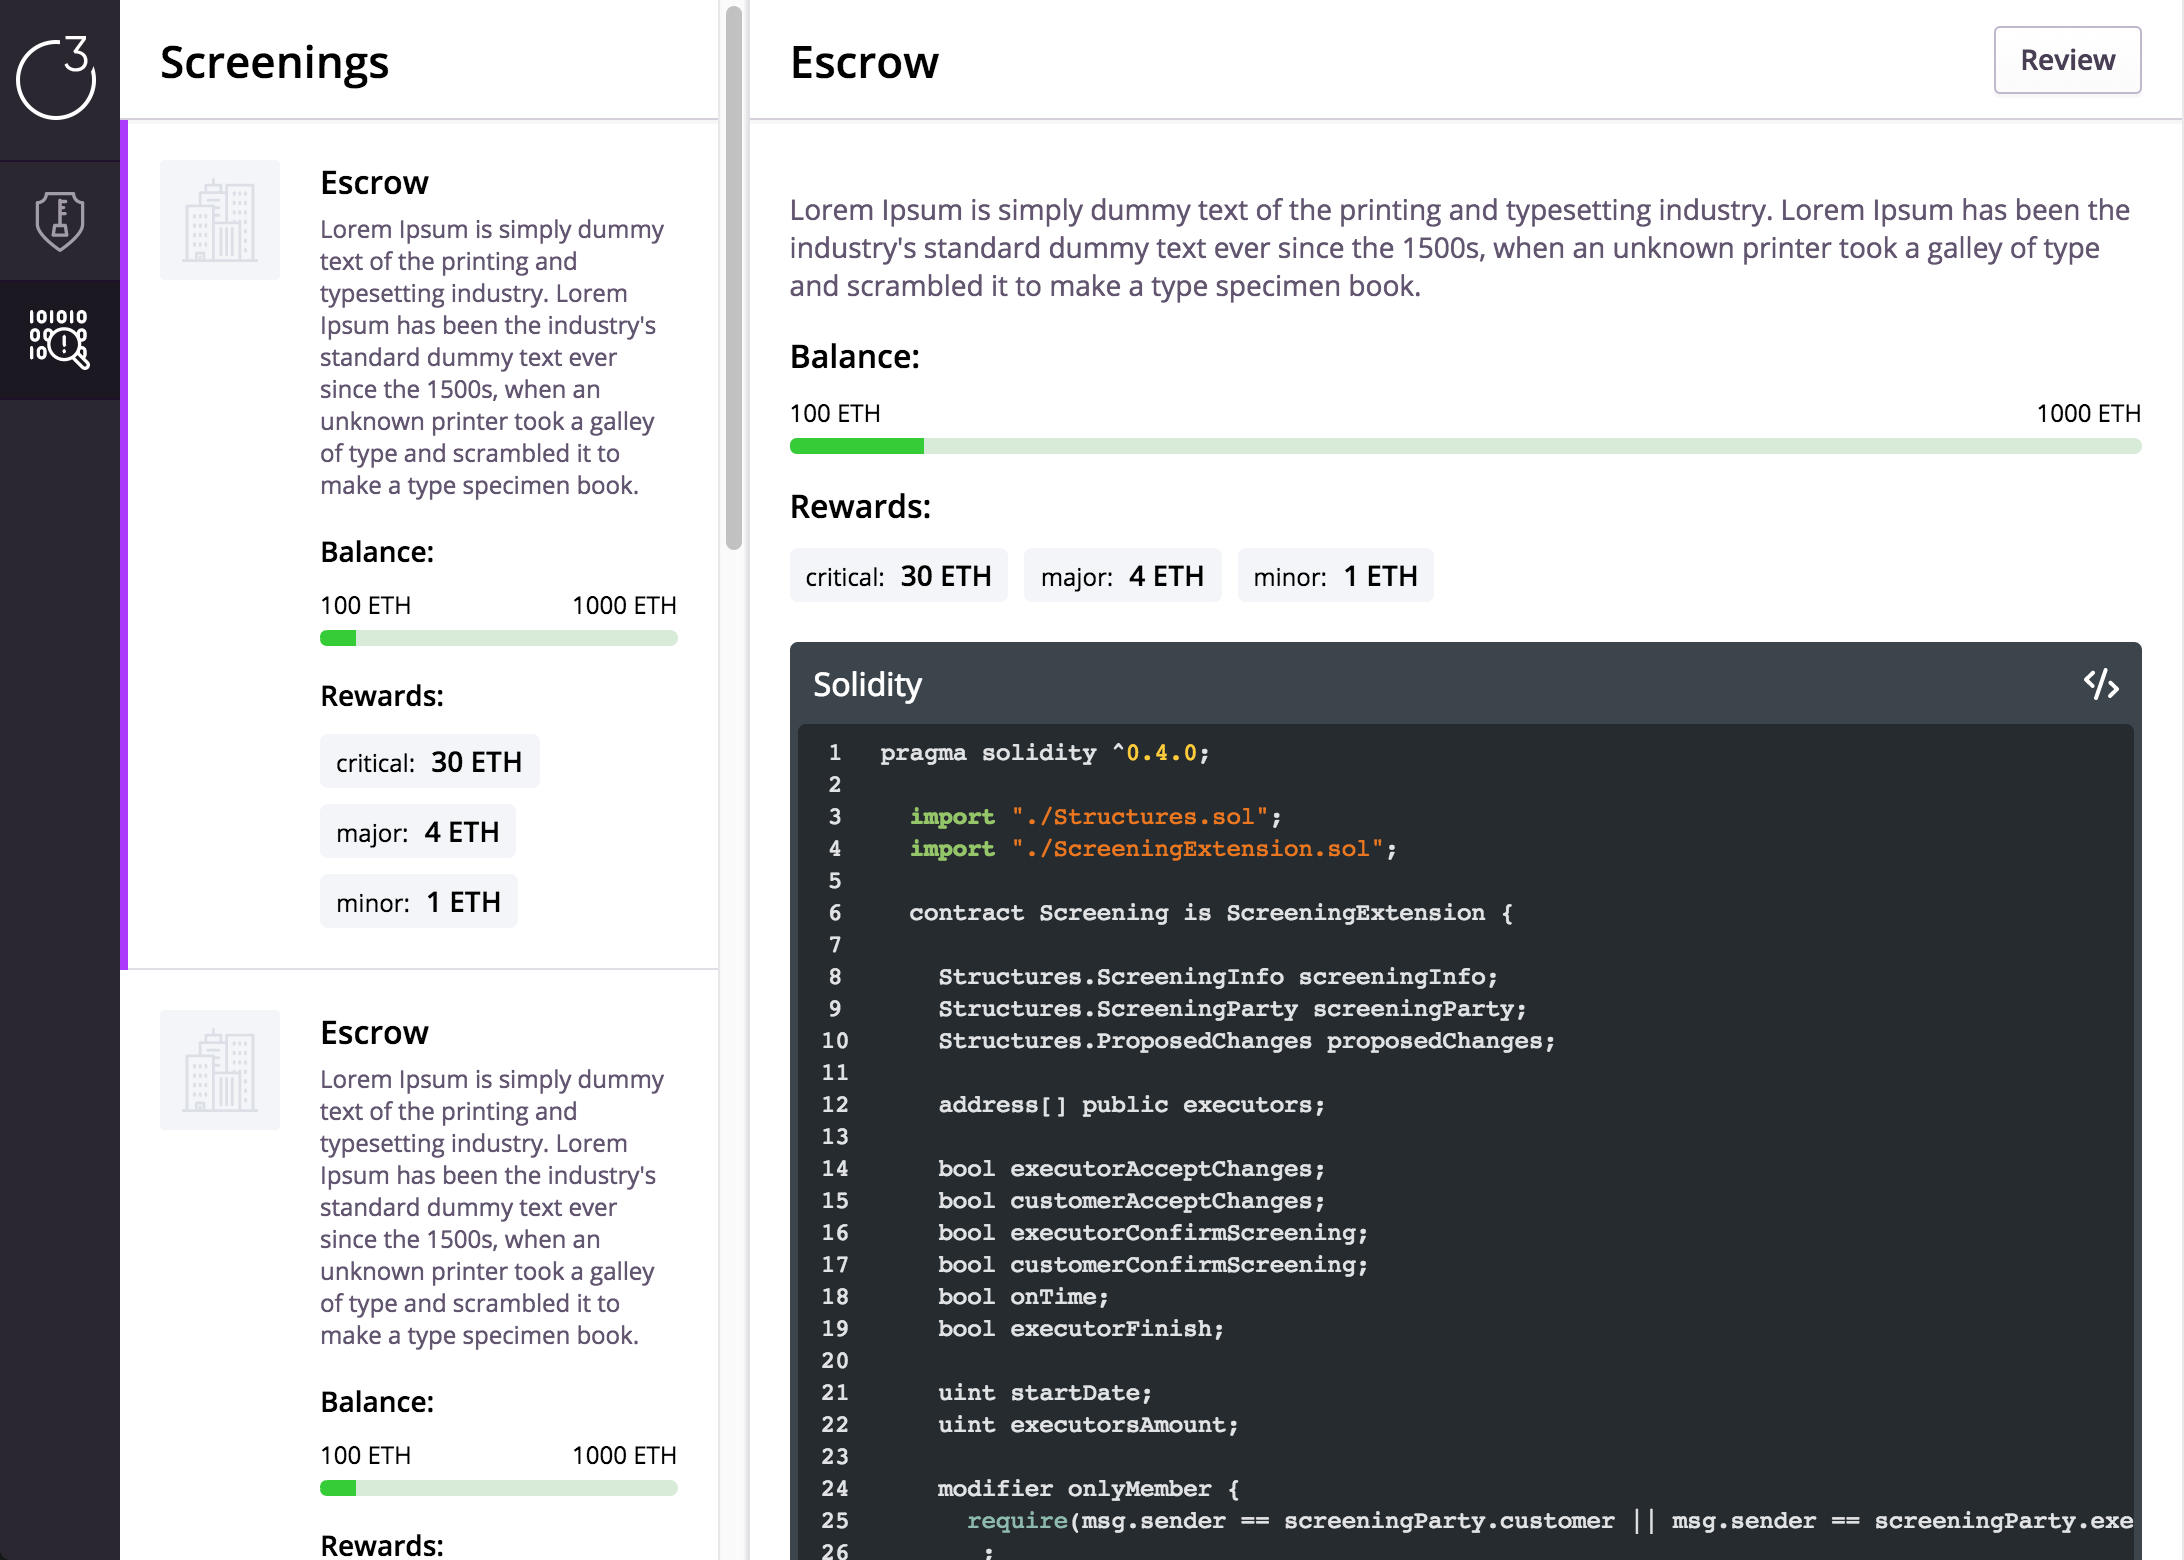 3
Screenings
Escrow
Lorem Ipsum is simply dummy
text of the printing and
typesetting industry. Lorem
Ipsum has been the industry's
standard dummy text ever
since the 1500s, when an
unknown printer took a galley
of type and scrambled it to
make a type specimen book.
Balance:
100 ETH 1000 ETH
Rewards:
critical: 30 ETH
major: 4 ETH
minor: 1 ETH
Escrow
Lorem Ipsum is simply dummy
text of the printing and
typesetting industry. Lorem
Ipsum has been the industry's
standard dummy text ever
since the 1500s, when an
unknown printer took a galley
of type and scrambled it to
make a type specimen book.
Balance:
100 ETH 1000 ETH
Rewards:
Escrow
Review
Lorem Ipsum is simply dummy text of the printing and typesetting industry. Lorem Ipsum has been the
industry's standard dummy text ever since the 1500s, when an unknown printer took a galley of type
and scrambled it to make a type specimen book.
Balance:
100 ETH 1000 ETH
Rewards:
critical: 30 ETH major: 4 ETH minor: 1 ETH
Solidity </>
1 pragma solidity ^0.4.0;
2
3 import "./Structures.sol";
4 import "./ScreeningExtension.sol";
5
6 contract Screening is ScreeningExtension {
7
8 Structures.ScreeningInfo screeningInfo;
9 Structures.ScreeningParty screeningParty;
10 Structures.ProposedChanges proposedChanges;
11
12 address[] public executors;
13
14 bool executorAcceptChanges;
15 bool customerAcceptChanges;
16 bool executorConfirmScreening;
17 bool customerConfirmScreening;
18 bool onTime;
19 bool executorFinish;
20
21 uint startDate;
22 uint executorsAmount;
23
24 modifier onlyMember {
25 require(msg.sender == screeningParty.customer || msg.sender == screeningParty.exe
26 ;